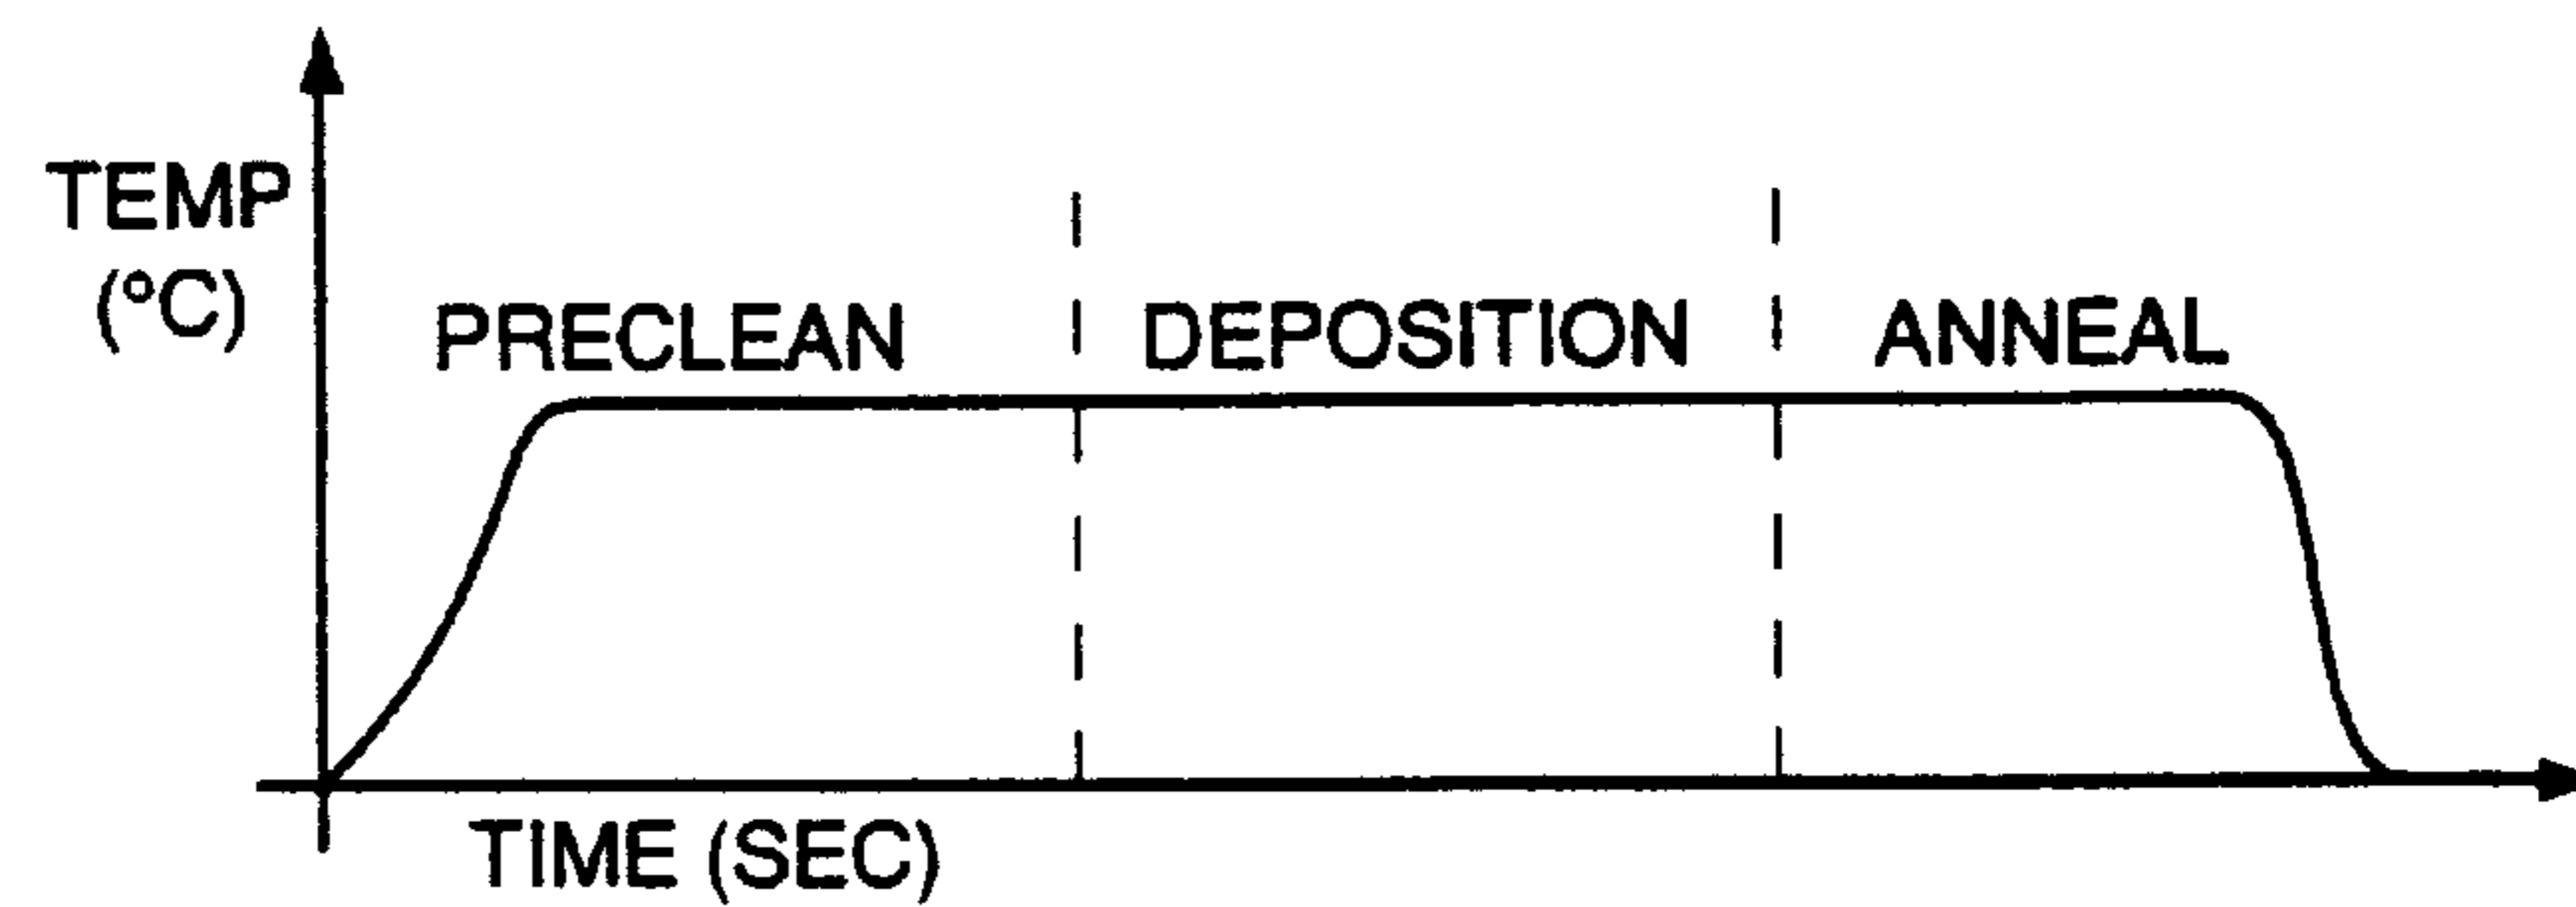 TEMP
(°C)
PRECLEAN
DEPOSITION
ANNEAL
TIME (SEC)